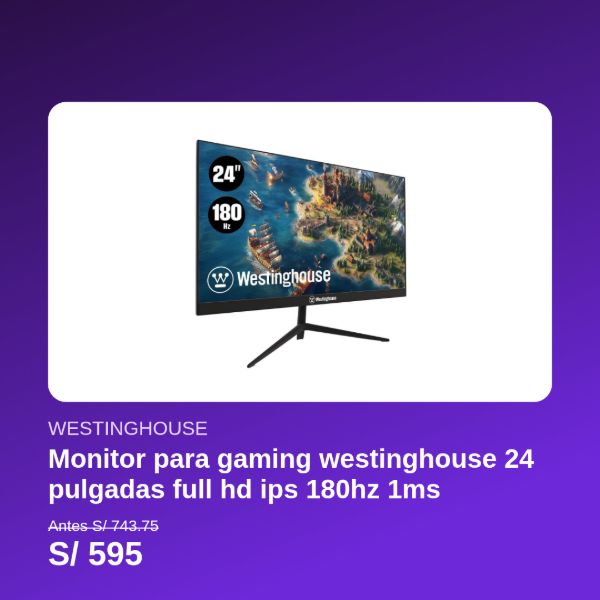 24"
180
Hz
Westinghouse
Westinghouse
WESTINGHOUSE
Monitor para gaming westinghouse 24
pulgadas full hd ips 180hz 1ms
Antes S/ 743.75
S/ 595